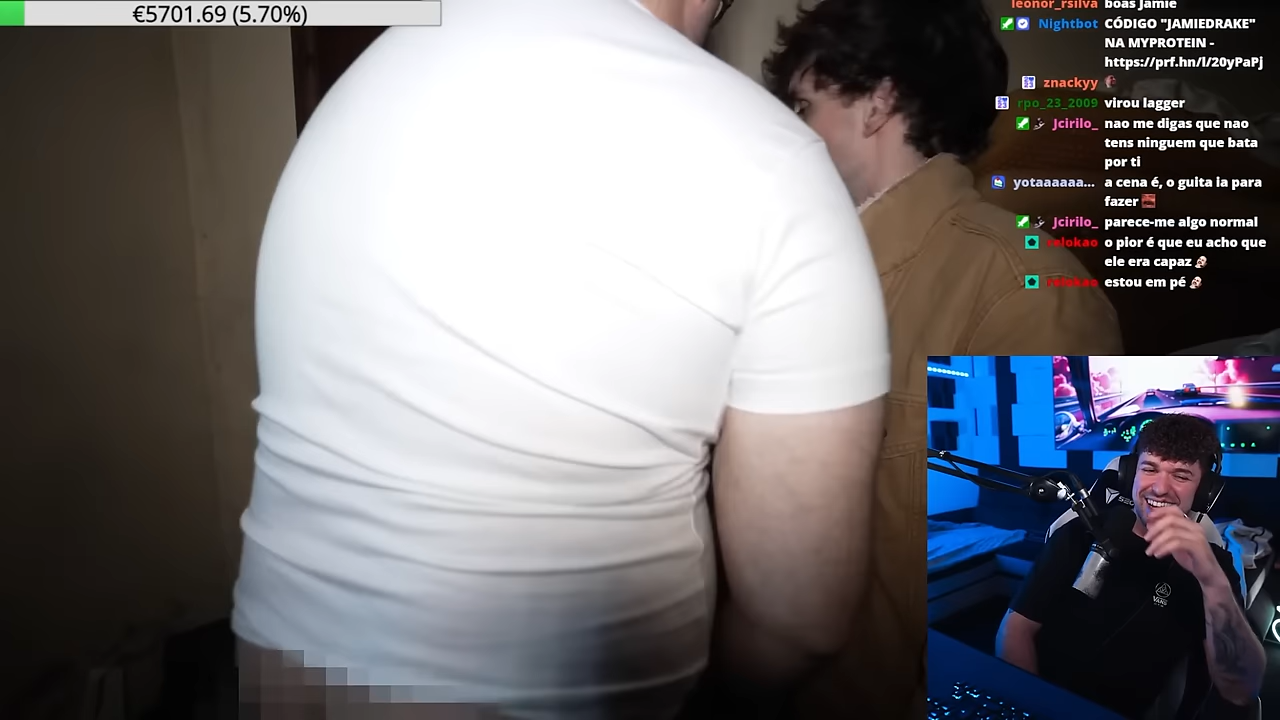 €5701.69 (5.70%)
leonor_rsilva boas Jamie
Nightbot CÓDIGO "JAMIEDRAKE"
NA MYPROTEIN -
https://prf.hn/l/20yPaPj
znackyy
rpo_23_2009 virou lagger
Jcirilo_ nao me digas que nao
tens ninguem que bata
por ti
yotaaaaaa... a cena é, o guita ia para
fazer
Jcirilo_ parece-me algo normal
o pior é que eu acho que
ele era capaz
estou em pé